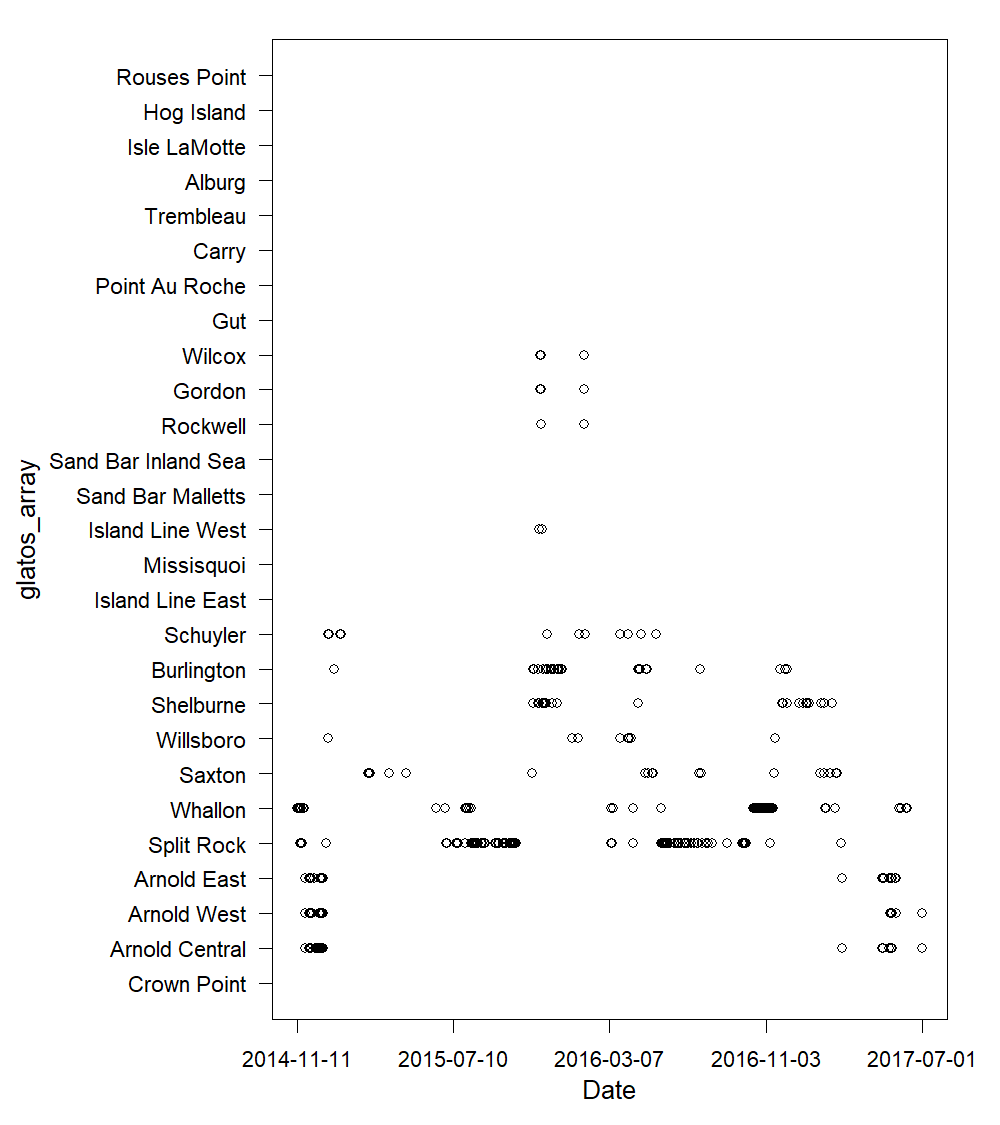 Rouses Point
Hog Island
Isle LaMotte
Alburg
Trembleau
Carry
Point Au Roche
Gut
Wilcox
Gordon
Rockwell
Sand Bar Inland Sea
Sand Bar Malletts
Island Line West
Missisquoi
Island Line East
Schuyler
Burlington
Shelburne
Willsboro
Saxton
Whallon
Split Rock
Arnold East
Arnold West
Arnold Central
Crown Point
glatos_array
2014-11-11 2015-07-10 2016-03-07 2016-11-03 2017-07-01
Date